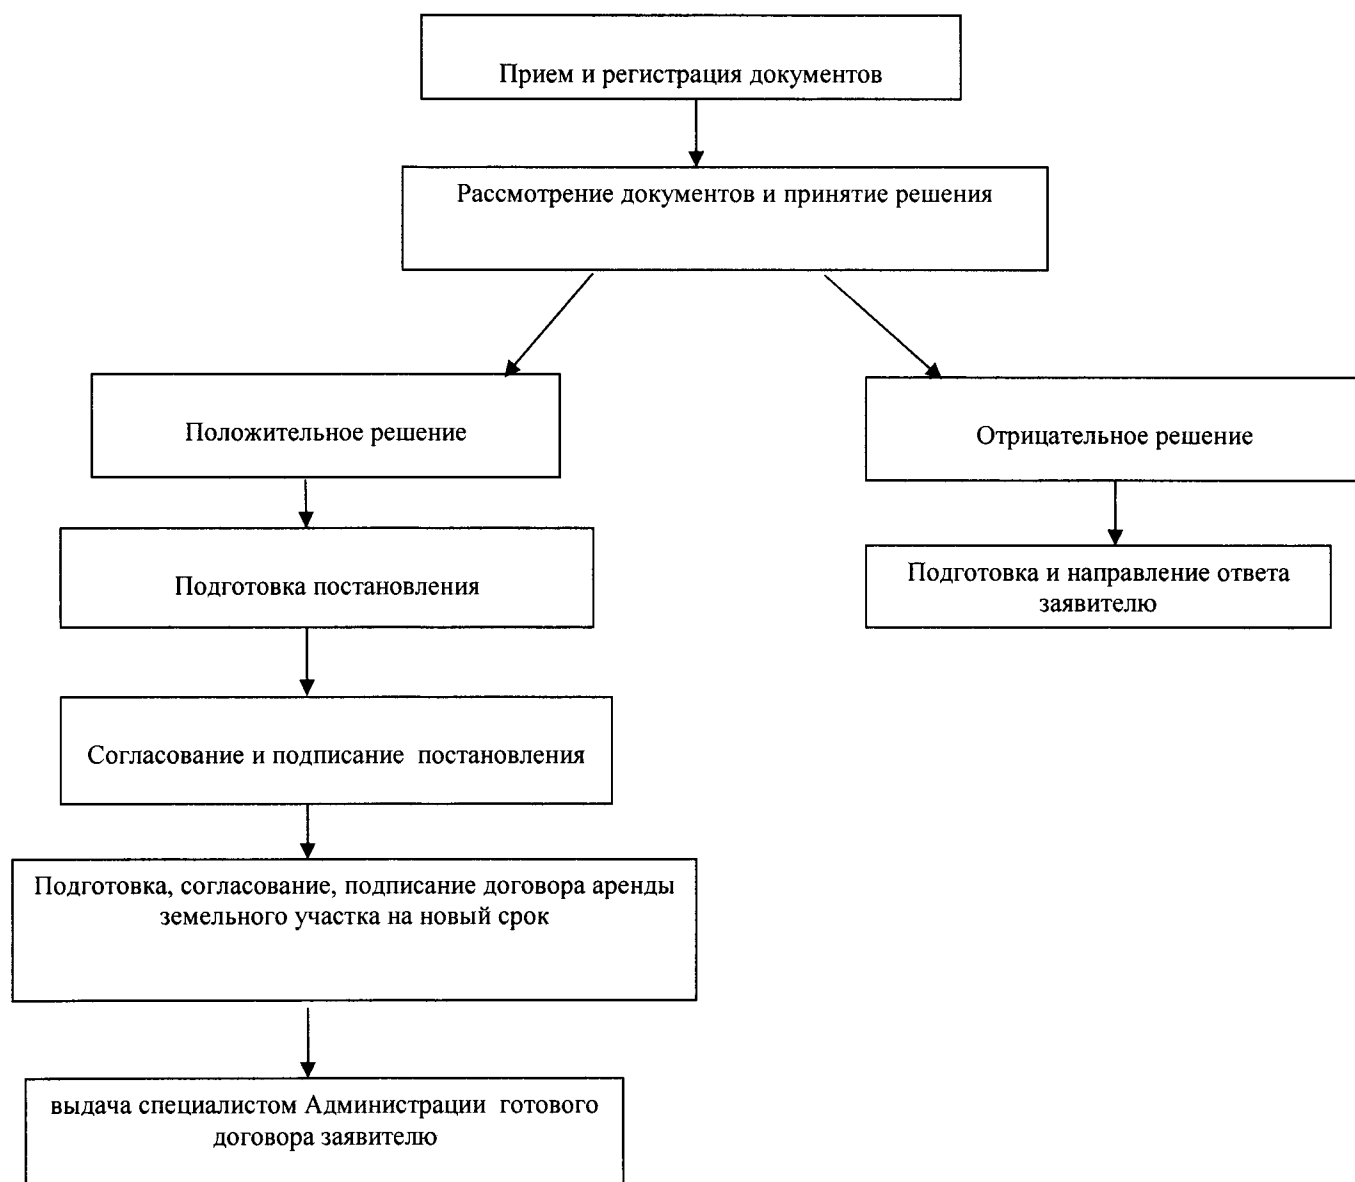 Прием и регистрация документов
Рассмотрение документов и принятие решения
Положительное решение
Отрицательное решение
Подготовка постановления
Подготовка и направление ответа
заявителю
Согласование и подписание постановления
Подготовка, согласование, подписание договора аренды
земельного участка на новый срок
выдача специалистом Администрации готового
договора заявителю